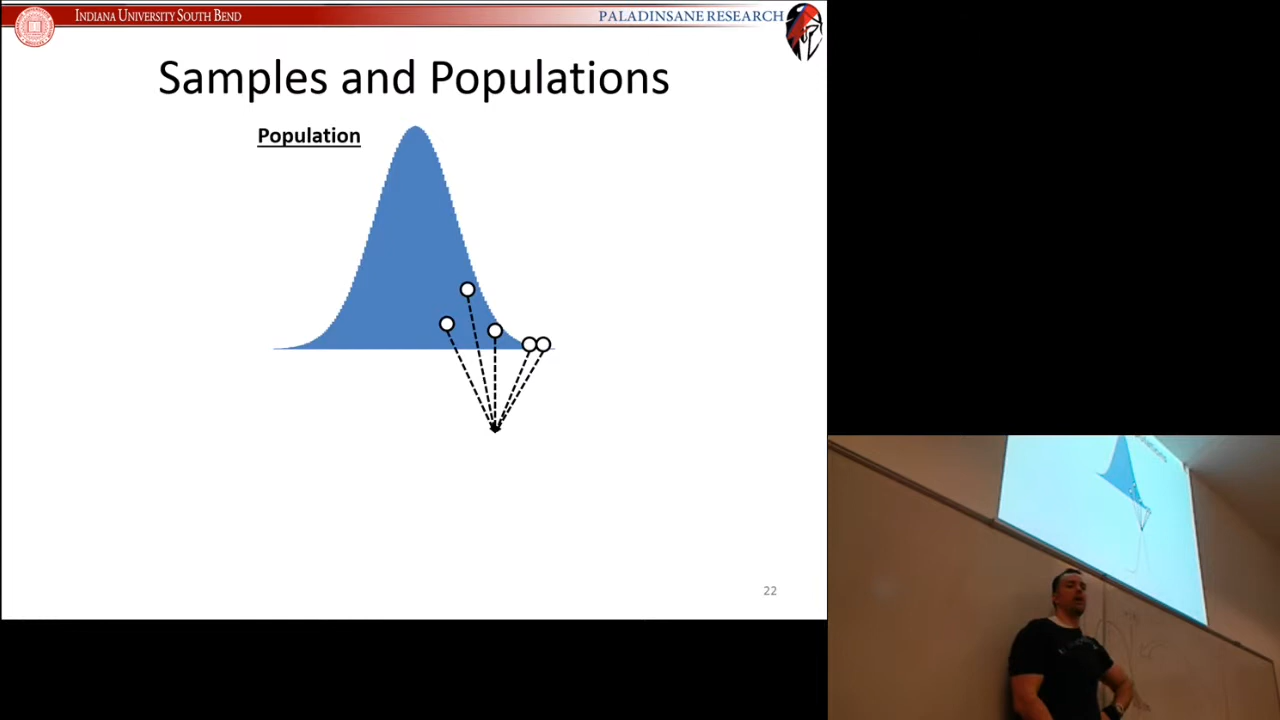 INDIANA UNIVERSITY SOUTH BEND
PALADINSANE RESEARCH
Samples and Populations
Population
22